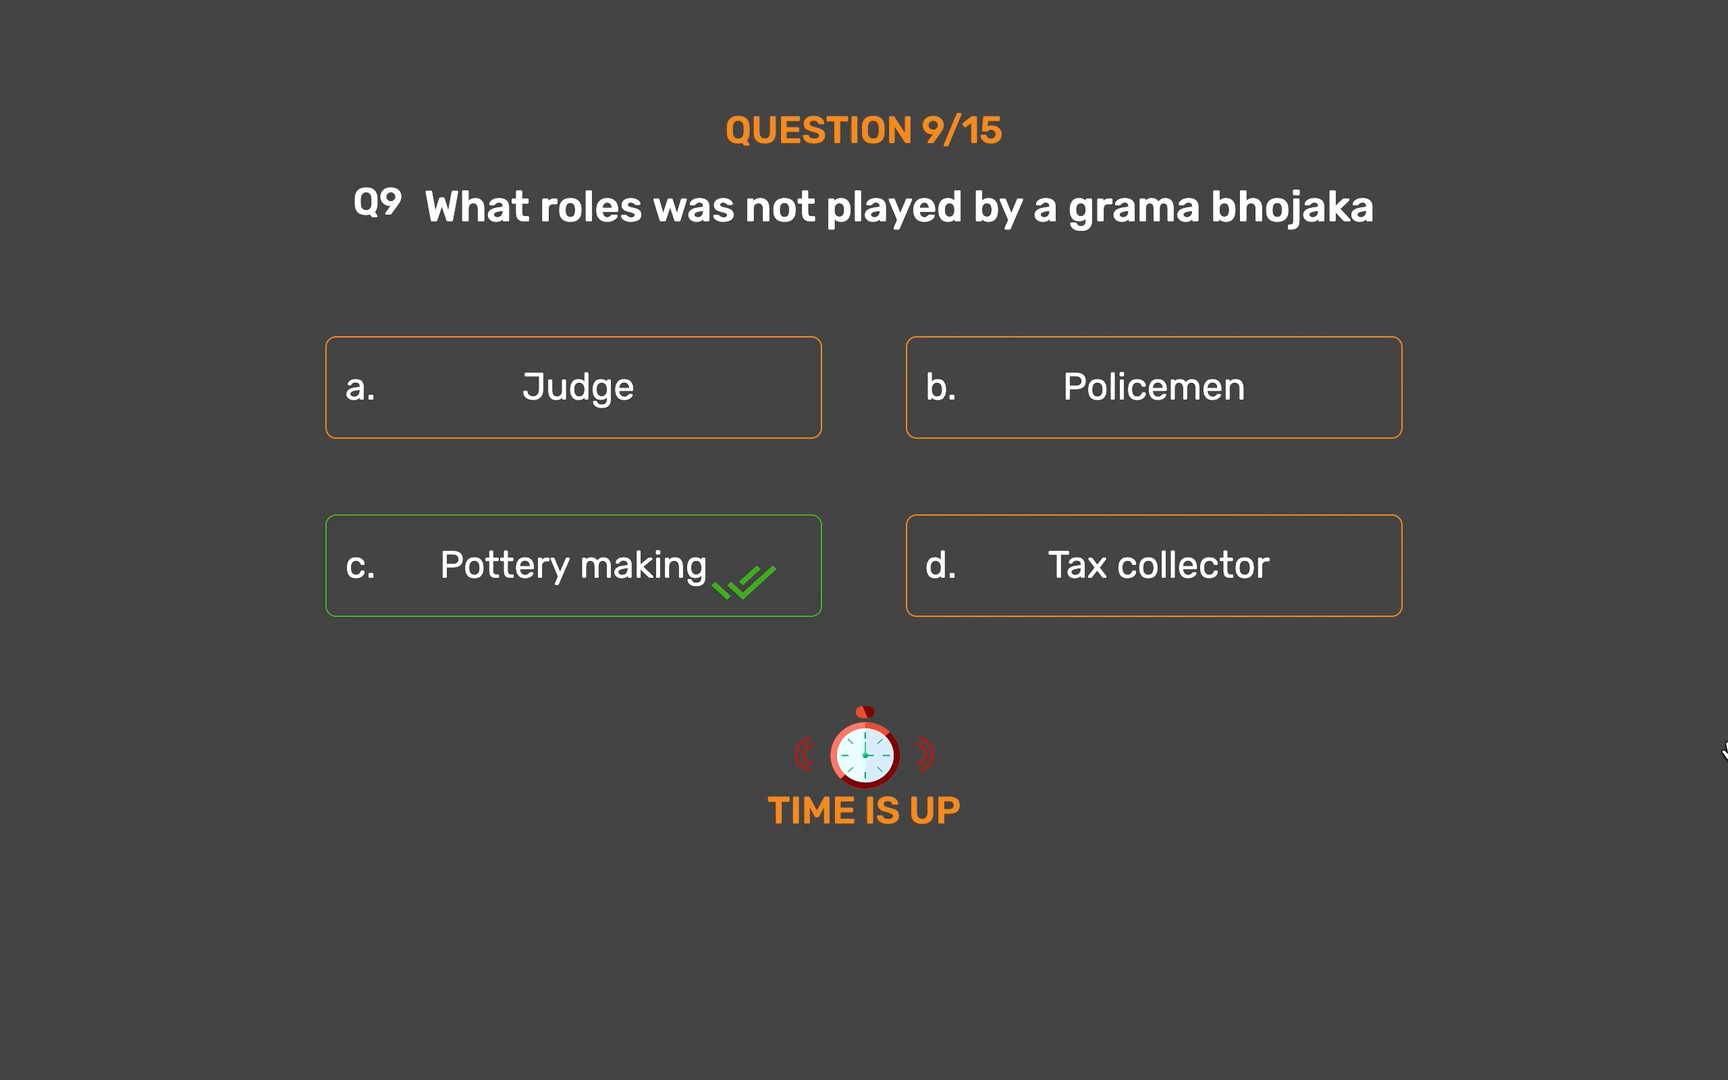 QUESTION 9/15
Q9 What roles was not played by a grama bhojaka
a. Judge
b. Policemen
c. Pottery making
d. Tax collector
TIME IS UP